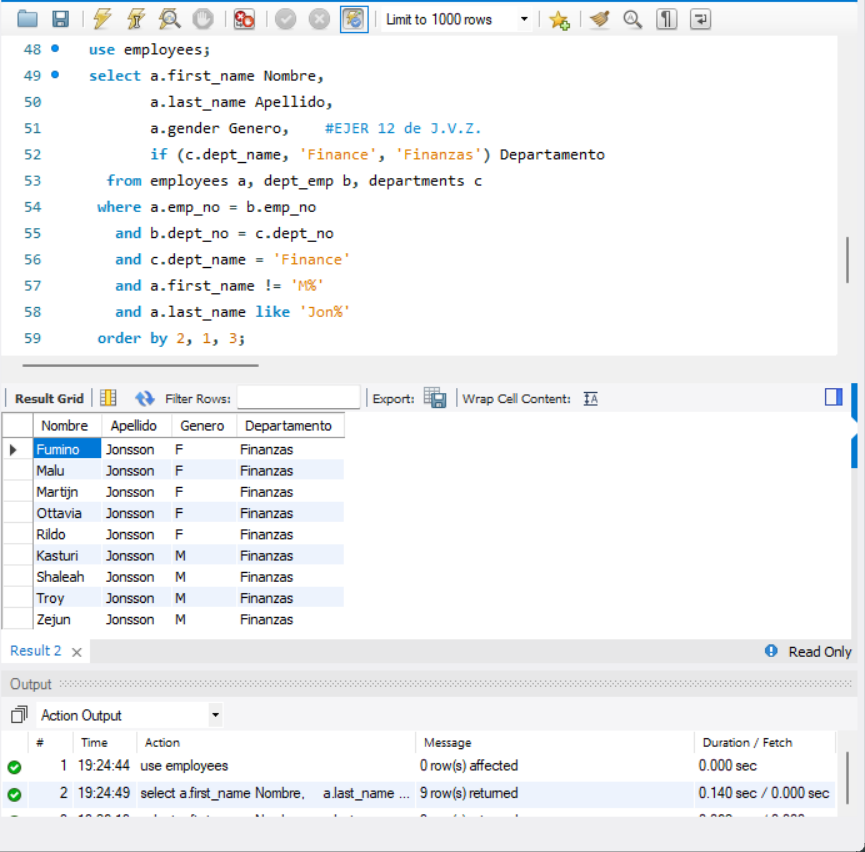 Limit to 1000 rows
48 use employees;
49 select a.first_name Nombre,
50 a.last_name Apellido,
51 a.gender Genero, #EJER 12 de J.V.Z.
52 if (c.dept_name, 'Finance', 'Finanzas') Departamento
53 from employees a, dept_emp b, departments c
54 where a.emp_no = b.emp_no
55 and b.dept_no = c.dept_no
56 and c.dept_name = 'Finance'
57 and a.first_name != 'M%'
58 and a.last_name like 'Jon%'
59 order by 2, 1, 3;
Result Grid Filter Rows: Export: Wrap Cell Content: IA
Nombre Apellido Genero Departamento
Fumino Jonsson F Finanzas
Malu Jonsson F Finanzas
Martijn Jonsson F Finanzas
Ottavia Jonsson F Finanzas
Rildo Jonsson F Finanzas
Kasturi Jonsson M Finanzas
Shaleah Jonsson M Finanzas
Troy Jonsson M Finanzas
Zejun Jonsson M Finanzas
Result 2 × Read Only
Output
Action Output
# Time Action Message Duration / Fetch
1 19:24:44 use employees 0 row(s) affected 0.000 sec
2 19:24:49 select a.first_name Nombre, a.last_name ... 9 row(s) returned 0.140 sec / 0.000 sec